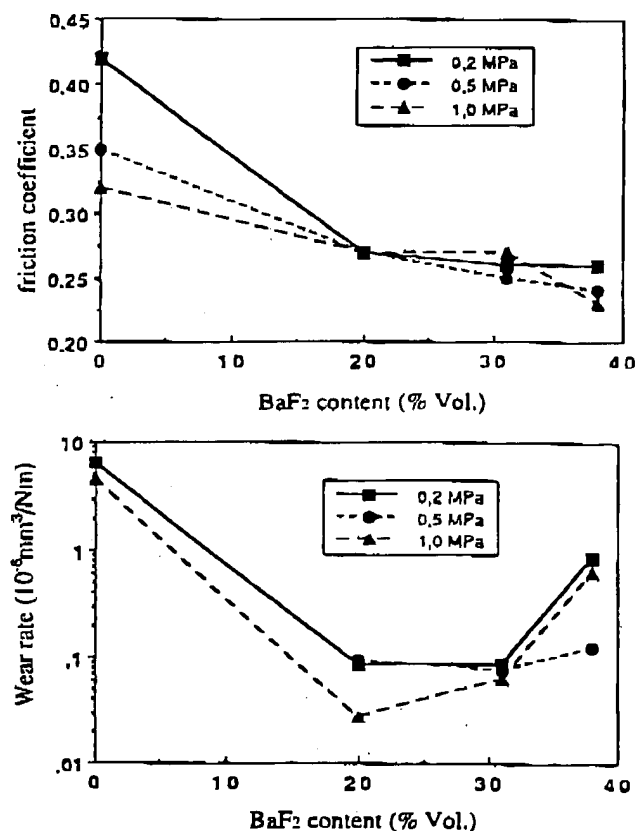 0,45
0,40
0,35
0,30
0,25
0,20
friction coefficient
0,2 MPa
0,5 MPa
1,0 MPa
0
10
20
30
40
BaF₂ content (% Vol.)
10
1
.1
.01
Wear rate (10⁻⁶mm³/Nm)
0,2 MPa
0,5 MPa
1,0 MPa
0
10
20
30
40
BaF₂ content (% Vol.)